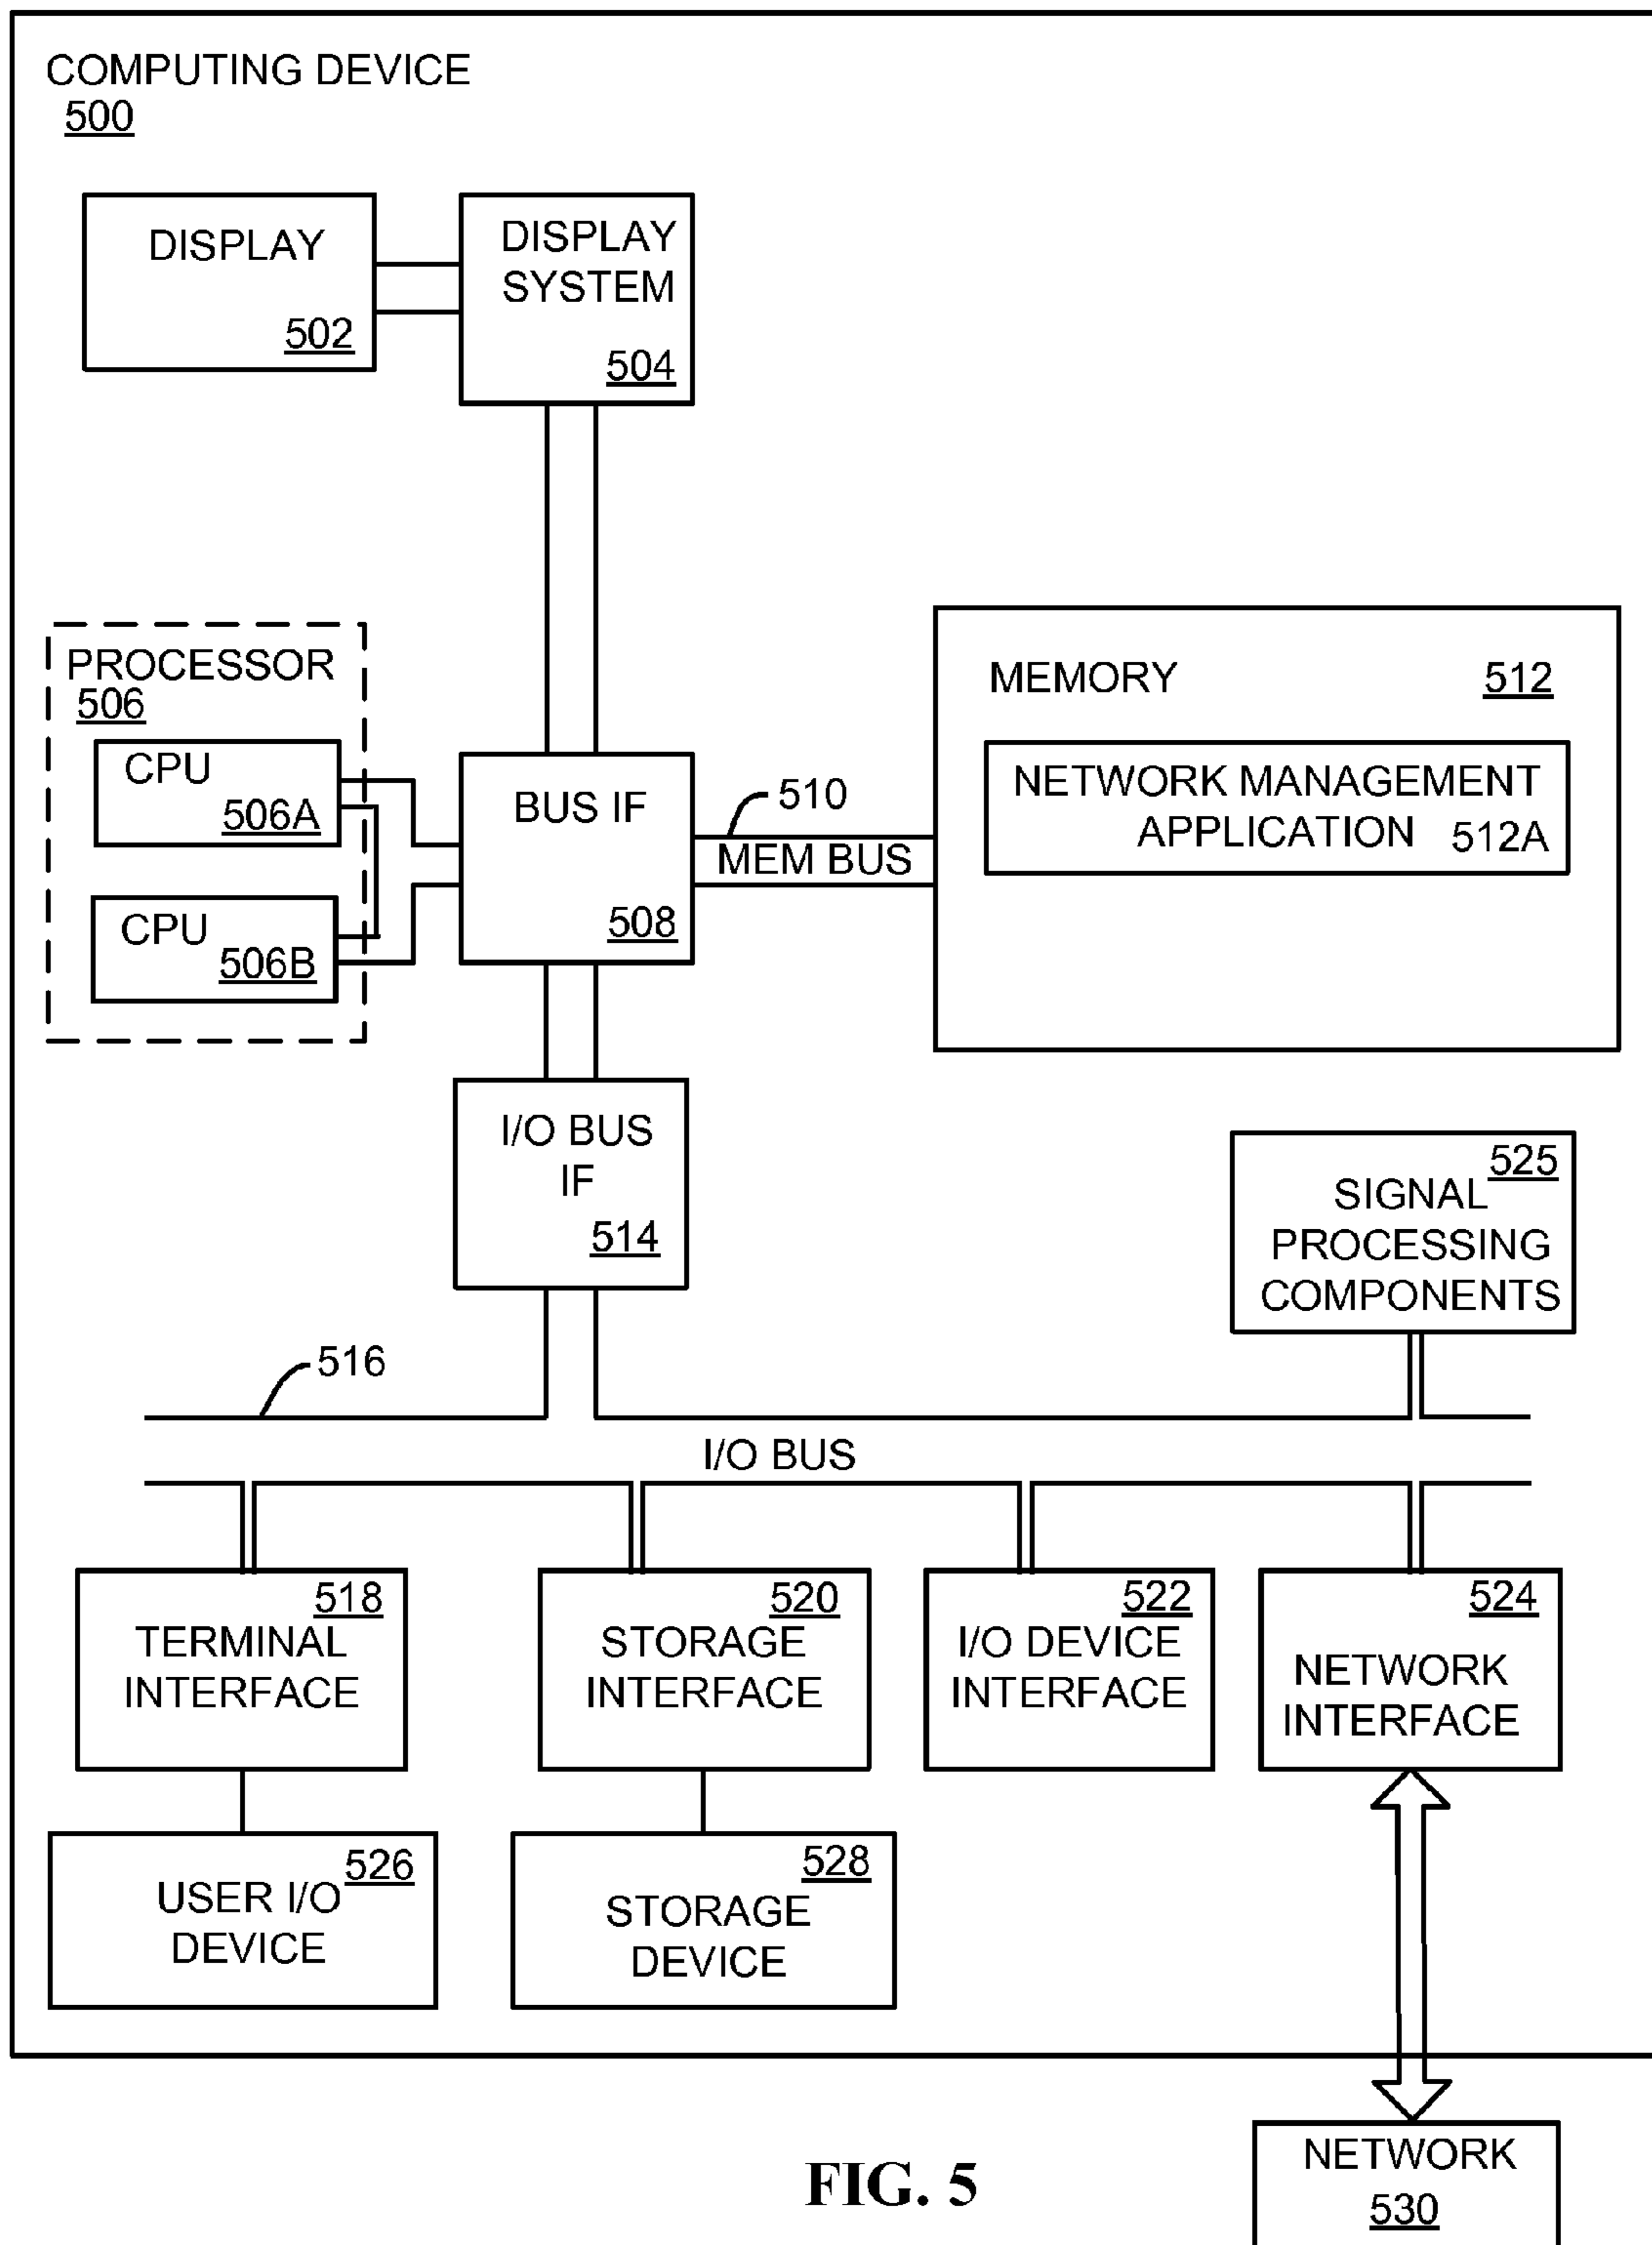 COMPUTING DEVICE
500
DISPLAY
502
DISPLAY
SYSTEM
504
PROCESSOR
506
CPU
506A
CPU
506B
BUS IF
508
510
MEM BUS
MEMORY
512
NETWORK MANAGEMENT
APPLICATION 512A
I/O BUS
IF
514
525
SIGNAL
PROCESSING
COMPONENTS
516
I/O BUS
518
TERMINAL
INTERFACE
520
STORAGE
INTERFACE
522
I/O DEVICE
INTERFACE
524
NETWORK
INTERFACE
526
USER I/O
DEVICE
528
STORAGE
DEVICE
NETWORK
530
FIG. 5